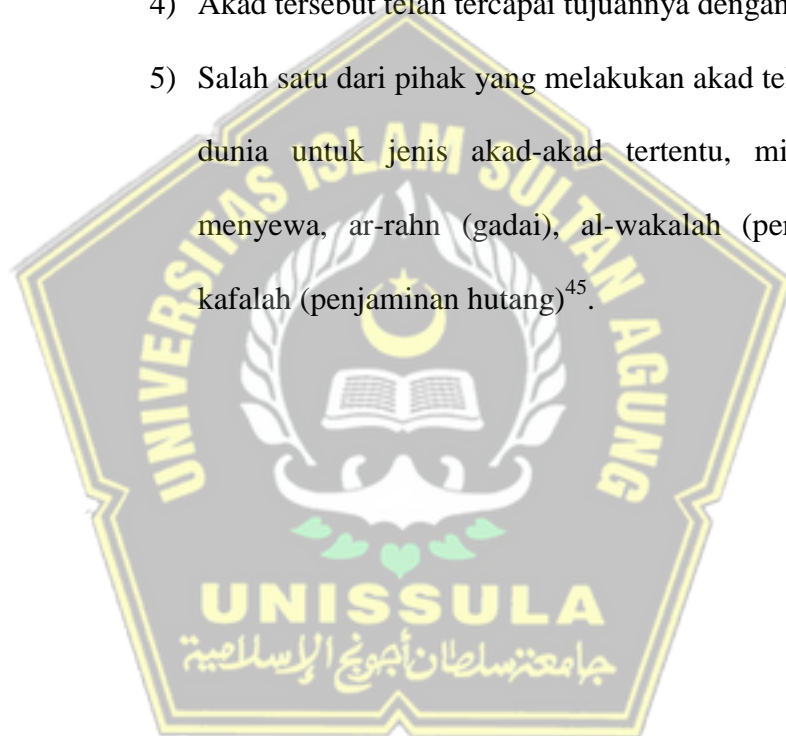 4) Akad tersebut telah tercapai tujuannya dengan
5) Salah satu dari pihak yang melakukan akad tel
dunia untuk jenis akad-akad tertentu, mi
menyewa, ar-rahn (gadai), al-wakalah (per
kafalah (penjaminan hutang)45.
UNIVERSITAS ISLAM SULTAN AGUNG
UNISSULA
جامعة سلطان أجونج الإسلامية